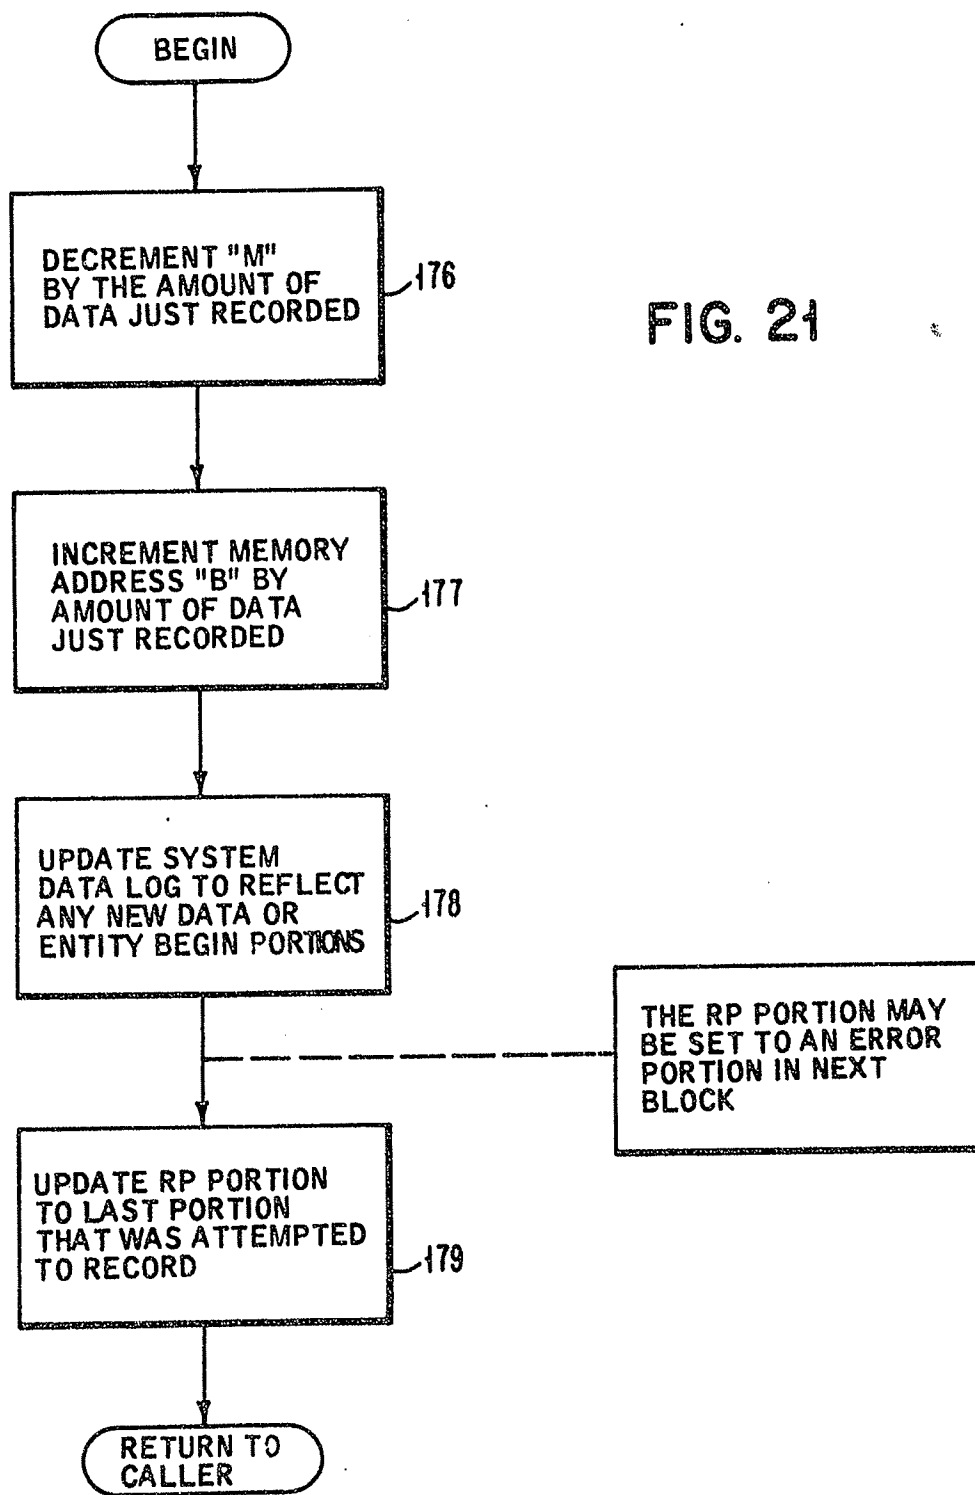 BEGIN
DECREMENT "M"
BY THE AMOUNT OF
DATA JUST RECORDED
176
FIG. 21
INCREMENT MEMORY
ADDRESS "B" BY
AMOUNT OF DATA
JUST RECORDED
177
UPDATE SYSTEM
DATA LOG TO REFLECT
ANY NEW DATA OR
ENTITY BEGIN PORTIONS
178
THE RP PORTION MAY
BE SET TO AN ERROR
PORTION IN NEXT
BLOCK
UPDATE RP PORTION
TO LAST PORTION
THAT WAS ATTEMPTED
TO RECORD
179
RETURN TO
CALLER